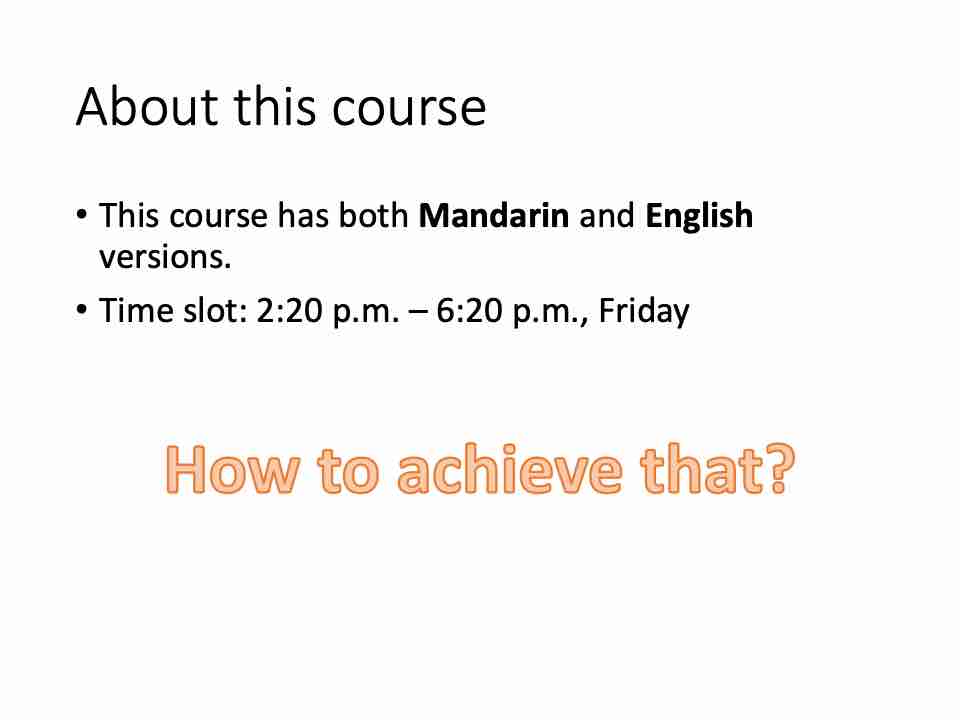 About this course
• This course has both Mandarin and English
versions.
• Time slot: 2:20 p.m. – 6:20 p.m., Friday
How to achieve that?